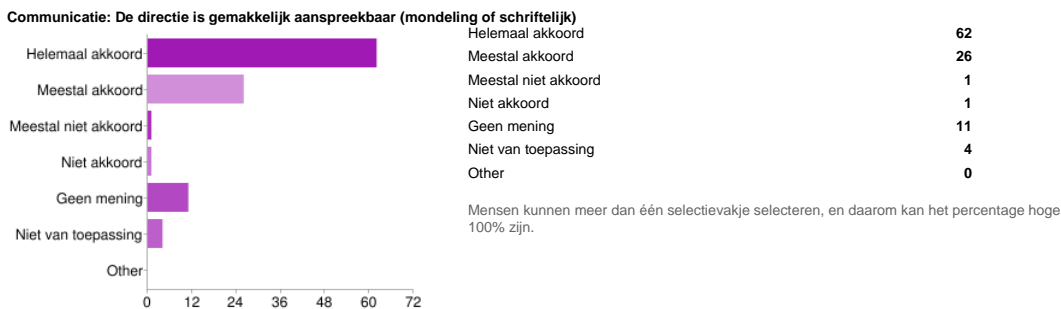 Communicatie: De directie is gemakkelijk aanspreekbaar (mondeling of schriftelijk)
Helemaal akkoord
Meestal akkoord
Meestal niet akkoord
Niet akkoord
Geen mening
Niet van toepassing
Other
0 12 24 36 48 60 72
Helemaal akkoord 62
Meestal akkoord 26
Meestal niet akkoord 1
Niet akkoord 1
Geen mening 11
Niet van toepassing 4
Other 0
Mensen kunnen meer dan één selectievakje selecteren, en daarom kan het percentage hoge
100% zijn.